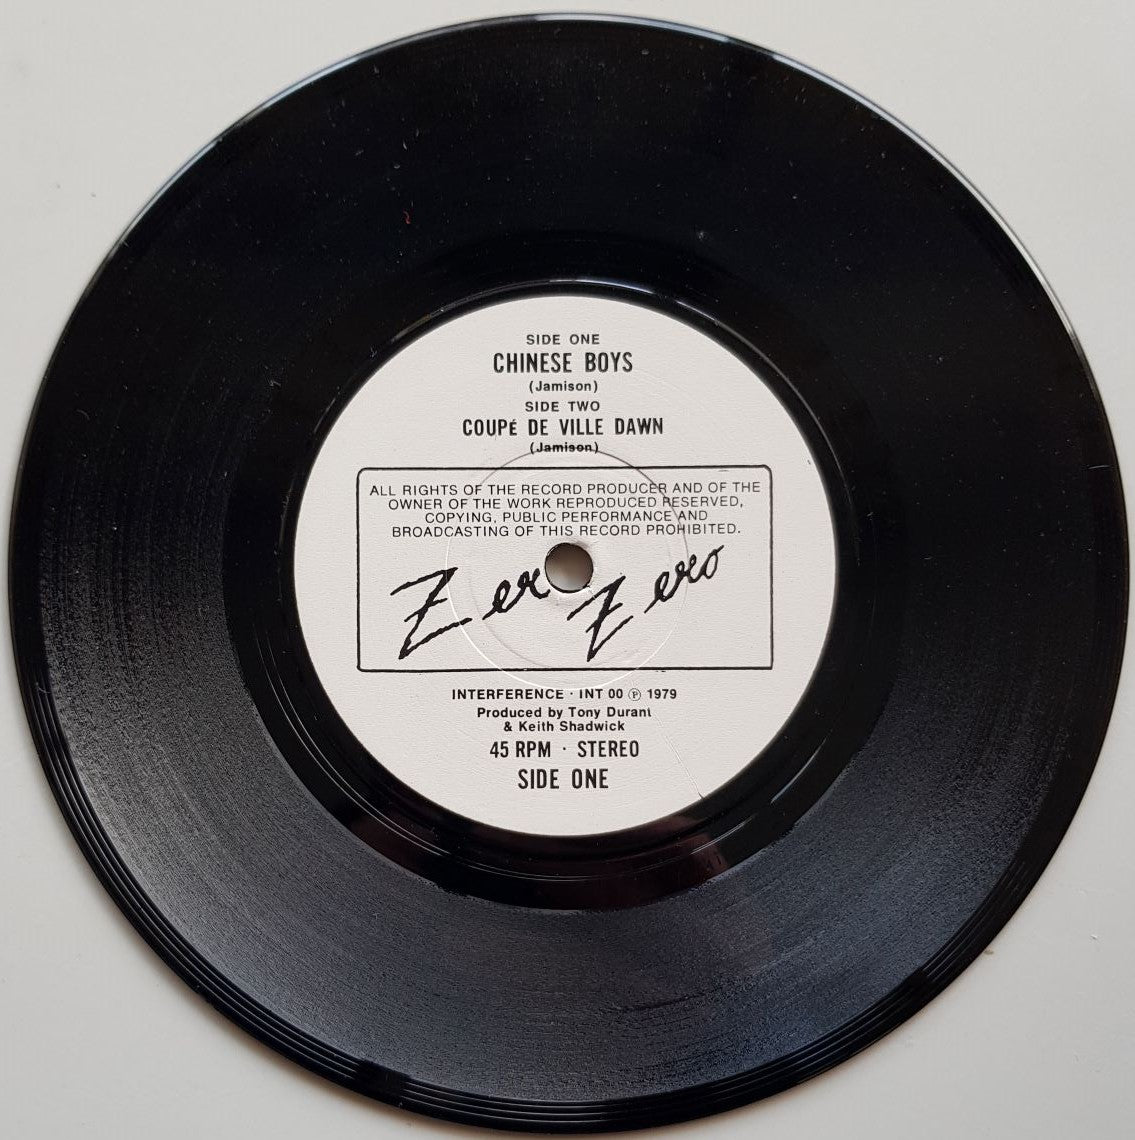 SIDE ONE
CHINESE BOYS
(Jamison)
SIDE TWO
COUPé DE VILLE DAWN
(Jamison)
ALL RIGHTS OF THE RECORD PRODUCER AND OF THE
OWNER OF THE WORK REPRODUCED RESERVED,
COPYING, PUBLIC PERFORMANCE AND
BROADCASTING OF THIS RECORD PROHIBITED.
Zero Zero
INTERFERENCE · INT 00 ℗ 1979
Produced by Tony Durant
& Keith Shadwick
45 RPM · STEREO
SIDE ONE